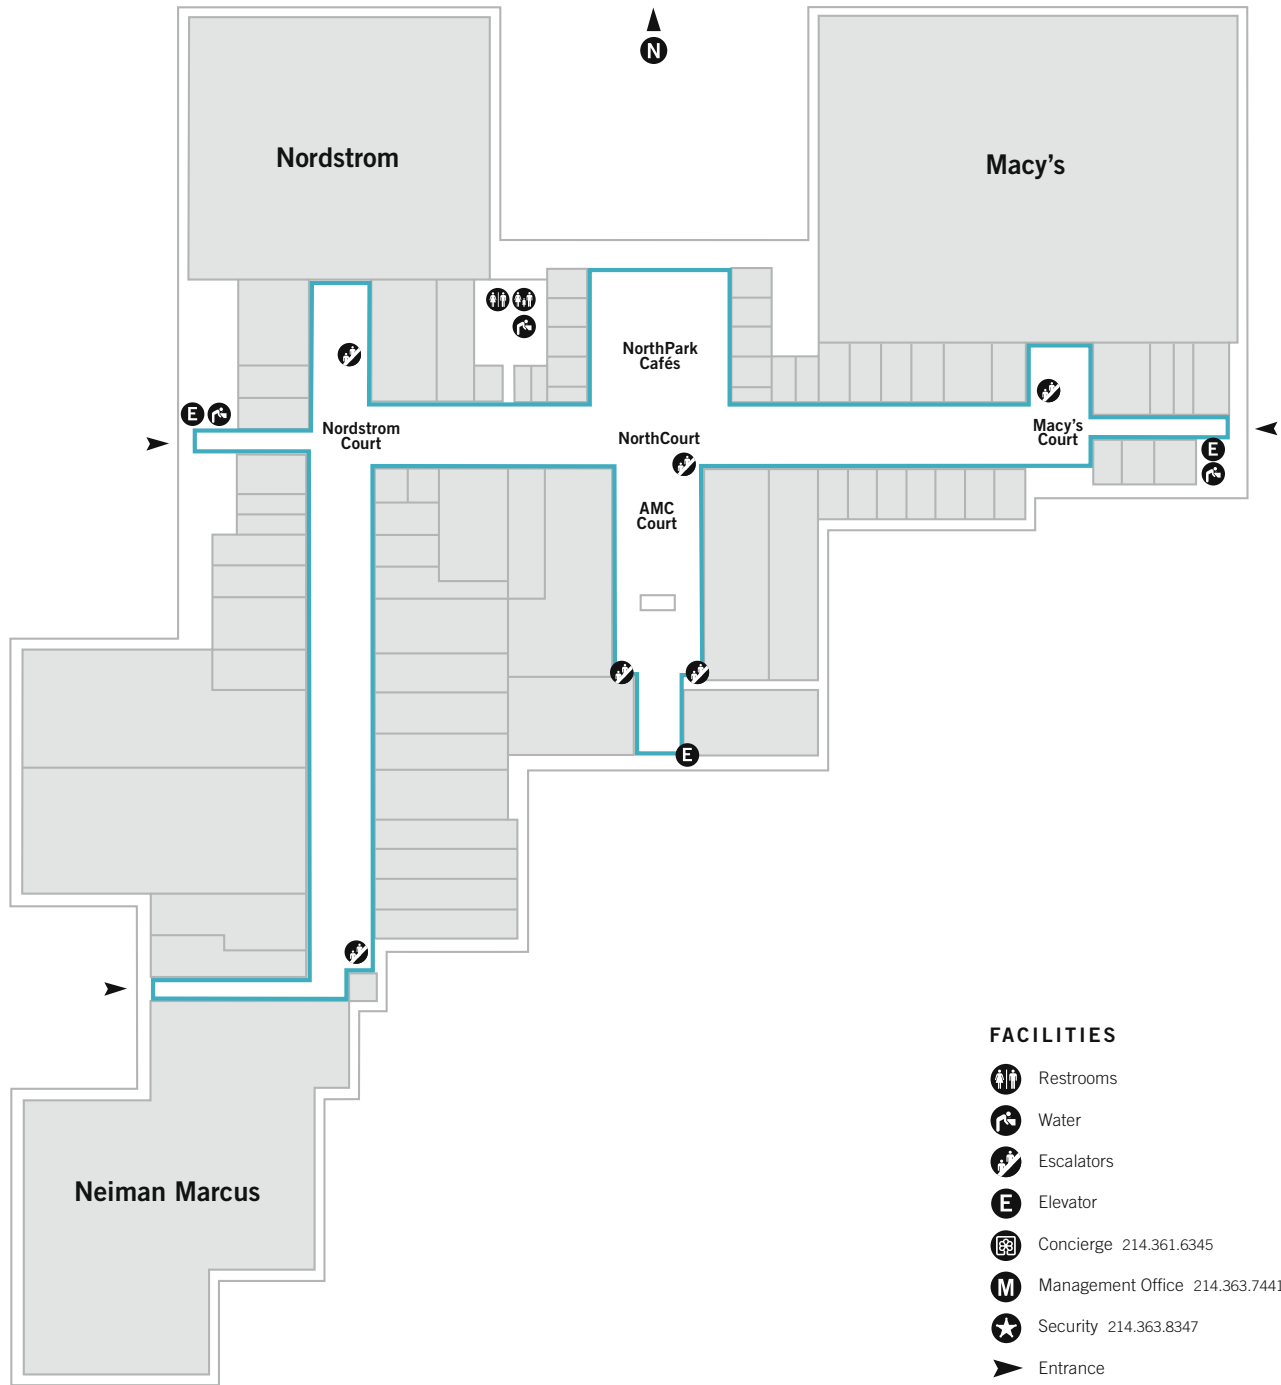 N
Nordstrom
Macy's
NorthPark
Cafés
E
Nordstrom
Court
NorthCourt
Macy's
Court
E
AMC
Court
E
Neiman Marcus
FACILITIES
Restrooms
Water
Escalators
E Elevator
Concierge 214.361.6345
M Management Office 214.363.7441
Security 214.363.8347
Entrance